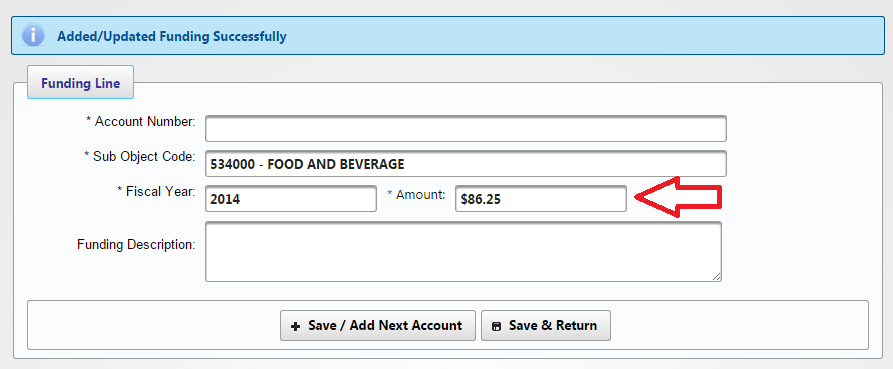 Added/Updated Funding Successfully
Funding Line
* Account Number:
* Sub Object Code: 534000 - FOOD AND BEVERAGE
* Fiscal Year: 2014 * Amount: $86.25
Funding Description:
Save / Add Next Account Save & Return